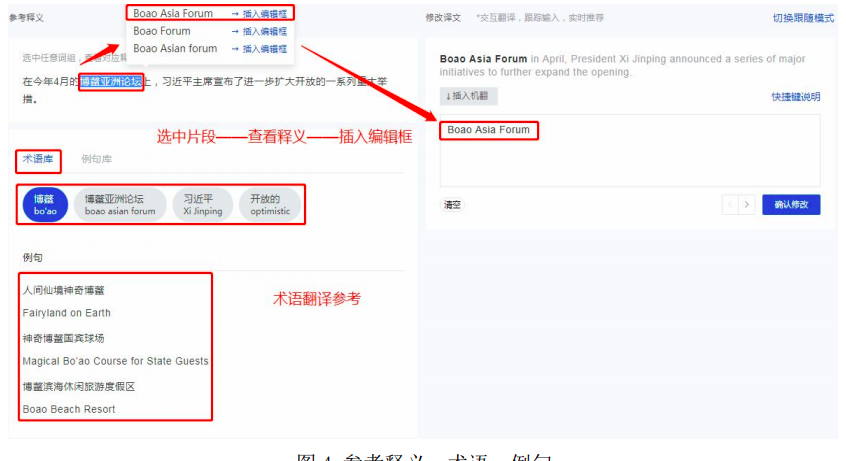 参考释义
Boao Asia Forum → 插入编辑框
Boao Forum → 插入编辑框
Boao Asian forum → 插入编辑框
选中任意词组，
在今年4月的博鳌亚洲论坛上，习近平主席宣布了进一步扩大开放的一系列重大举
措。
选中片段——查看释义——插入编辑框
术语库 例句库
博鳌 博鳌亚洲论坛 习近平 开放的
bo'ao boao asian forum Xi Jinping optimistic
例句
人间仙境神奇博鳌
Fairyland on Earth
神奇博鳌国宾球场
Magical Bo'ao Course for State Guests
博鳌滨海休闲旅游度假区
Boao Beach Resort
术语翻译参考
修改译文 *交互翻译，跟踪输入，实时推荐 切换跟随模式
Boao Asia Forum in April, President Xi Jinping announced a series of major
initiatives to further expand the opening.
↓插入机翻 快捷键说明
Boao Asia Forum
清空 < > 确认修改
图 4 参考释义、术语、例句